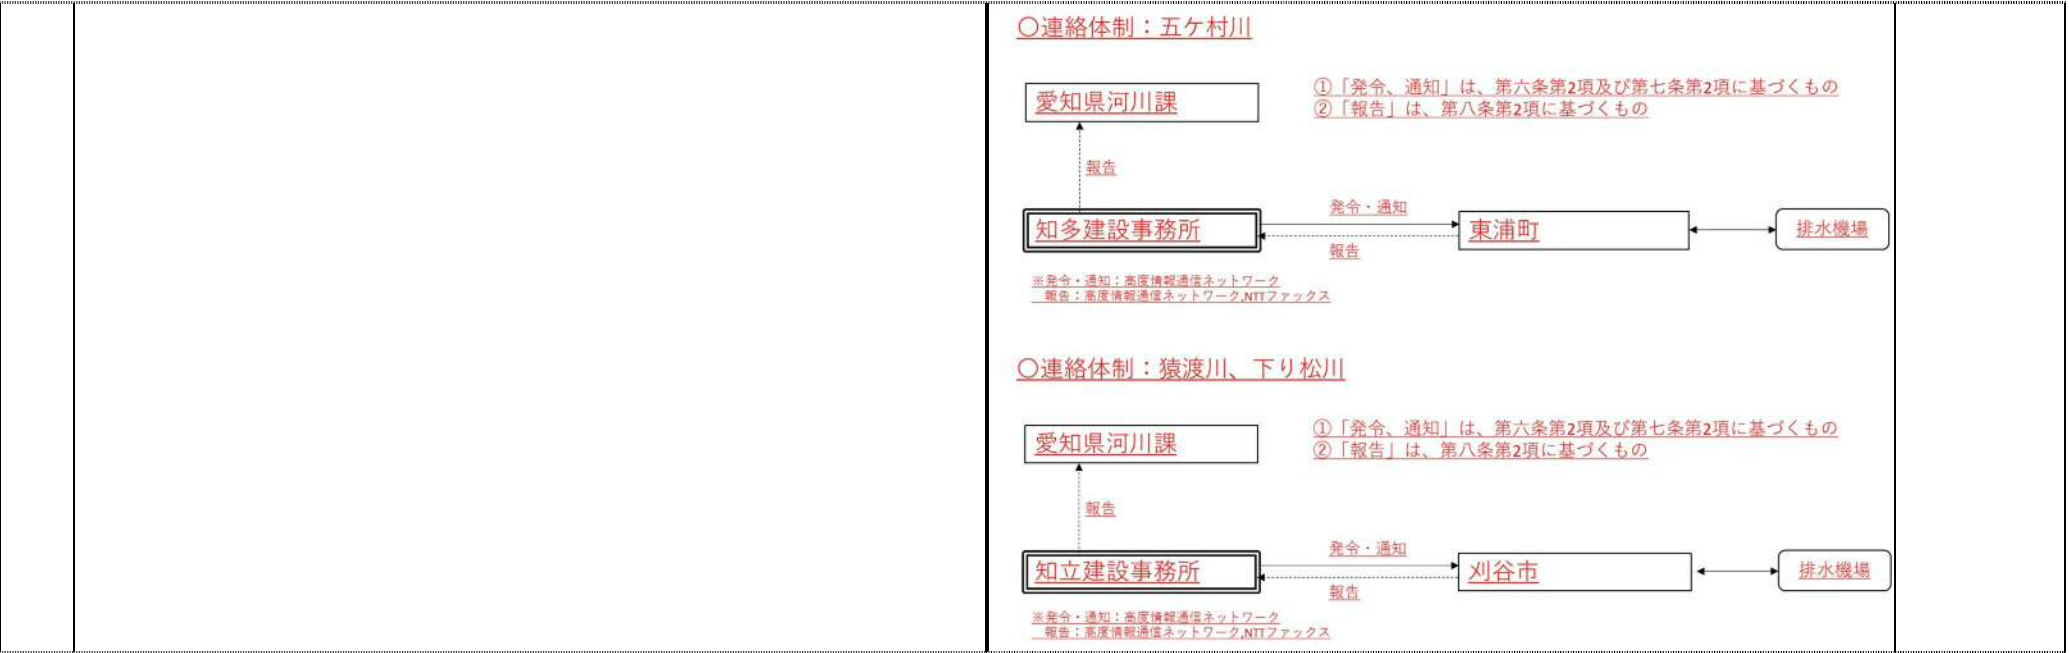 〇連絡体制：五ケ村川
愛知県河川課
①「発令、通知」は、第六条第2項及び第七条第2項に基づくもの
②「報告」は、第八条第2項に基づくもの
報告
知多建設事務所
発令・通知
報告
東浦町
排水機場
※発令・通知：高度情報通信ネットワーク
報告：高度情報通信ネットワーク,NTTファックス
〇連絡体制：猿渡川、下り松川
愛知県河川課
①「発令、通知」は、第六条第2項及び第七条第2項に基づくもの
②「報告」は、第八条第2項に基づくもの
報告
知立建設事務所
発令・通知
報告
刈谷市
排水機場
※発令・通知：高度情報通信ネットワーク
報告：高度情報通信ネットワーク,NTTファックス